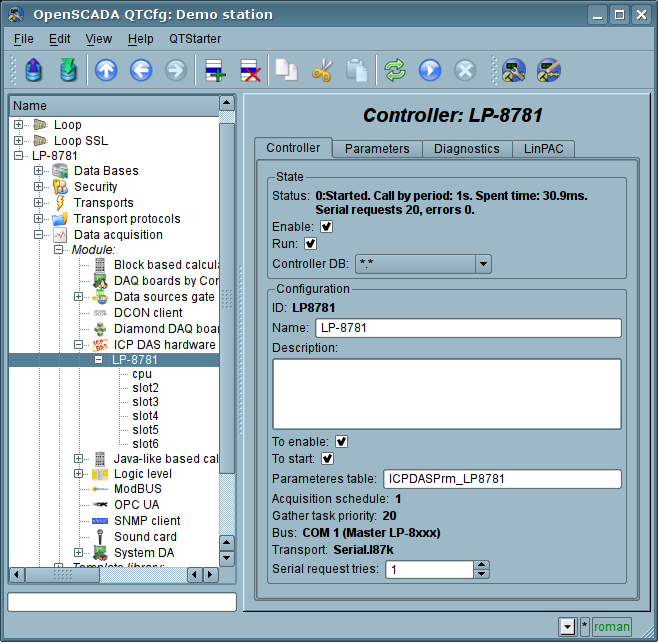 OpenSCADA QTCfg: Demo station
File Edit View Help QTStarter
Name
Loop
Loop SSL
LP-8781
Data Bases
Security
Transports
Transport protocols
Data acquisition
Module:
Block based calcula
DAQ boards by Cor
Data sources gate
DCON client
Diamond DAQ boar
ICP DAS hardware
LP-8781
cpu
slot2
slot3
slot4
slot5
slot6
Java-like based cal
Logic level
ModBUS
OPC UA
SNMP client
Sound card
System DA
Template library:
Controller: LP-8781
Controller Parameters Diagnostics LinPAC
State
Status: 0:Started. Call by period: 1s. Spent time: 30.9ms.
Serial requests 20, errors 0.
Enable:
Run:
Controller DB: *.*
Configuration
ID: LP8781
Name: LP-8781
Description:
To enable:
To start:
Parameteres table: ICPDASPrm_LP8781
Acquisition schedule: 1
Gather task priority: 20
Bus: COM 1 (Master LP-8xxx)
Transport: Serial.I87k
Serial request tries: 1
* roman